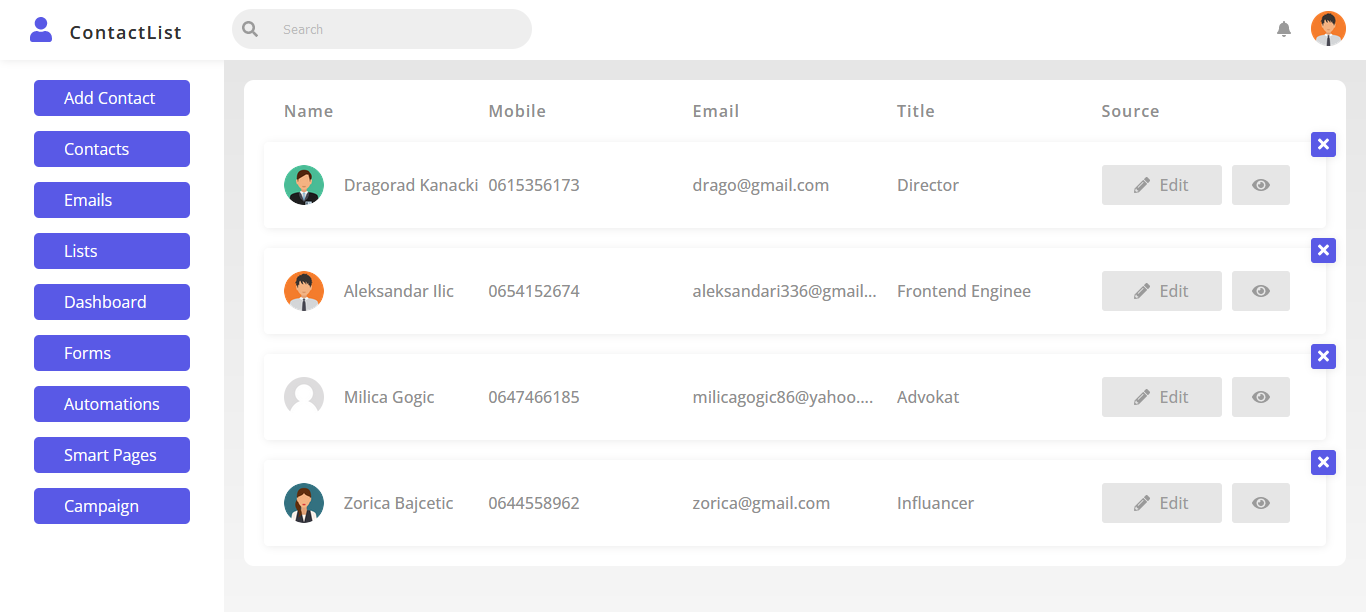 ContactList
Search
Add Contact
Contacts
Emails
Lists
Dashboard
Forms
Automations
Smart Pages
Campaign
Name Mobile Email Title Source
Dragorad Kanacki 0615356173 drago@gmail.com Director Edit
Aleksandar Ilic 0654152674 aleksandari336@gmail... Frontend Enginee Edit
Milica Gogic 0647466185 milicagogic86@yahoo.... Advokat Edit
Zorica Bajcetic 0644558962 zorica@gmail.com Influancer Edit